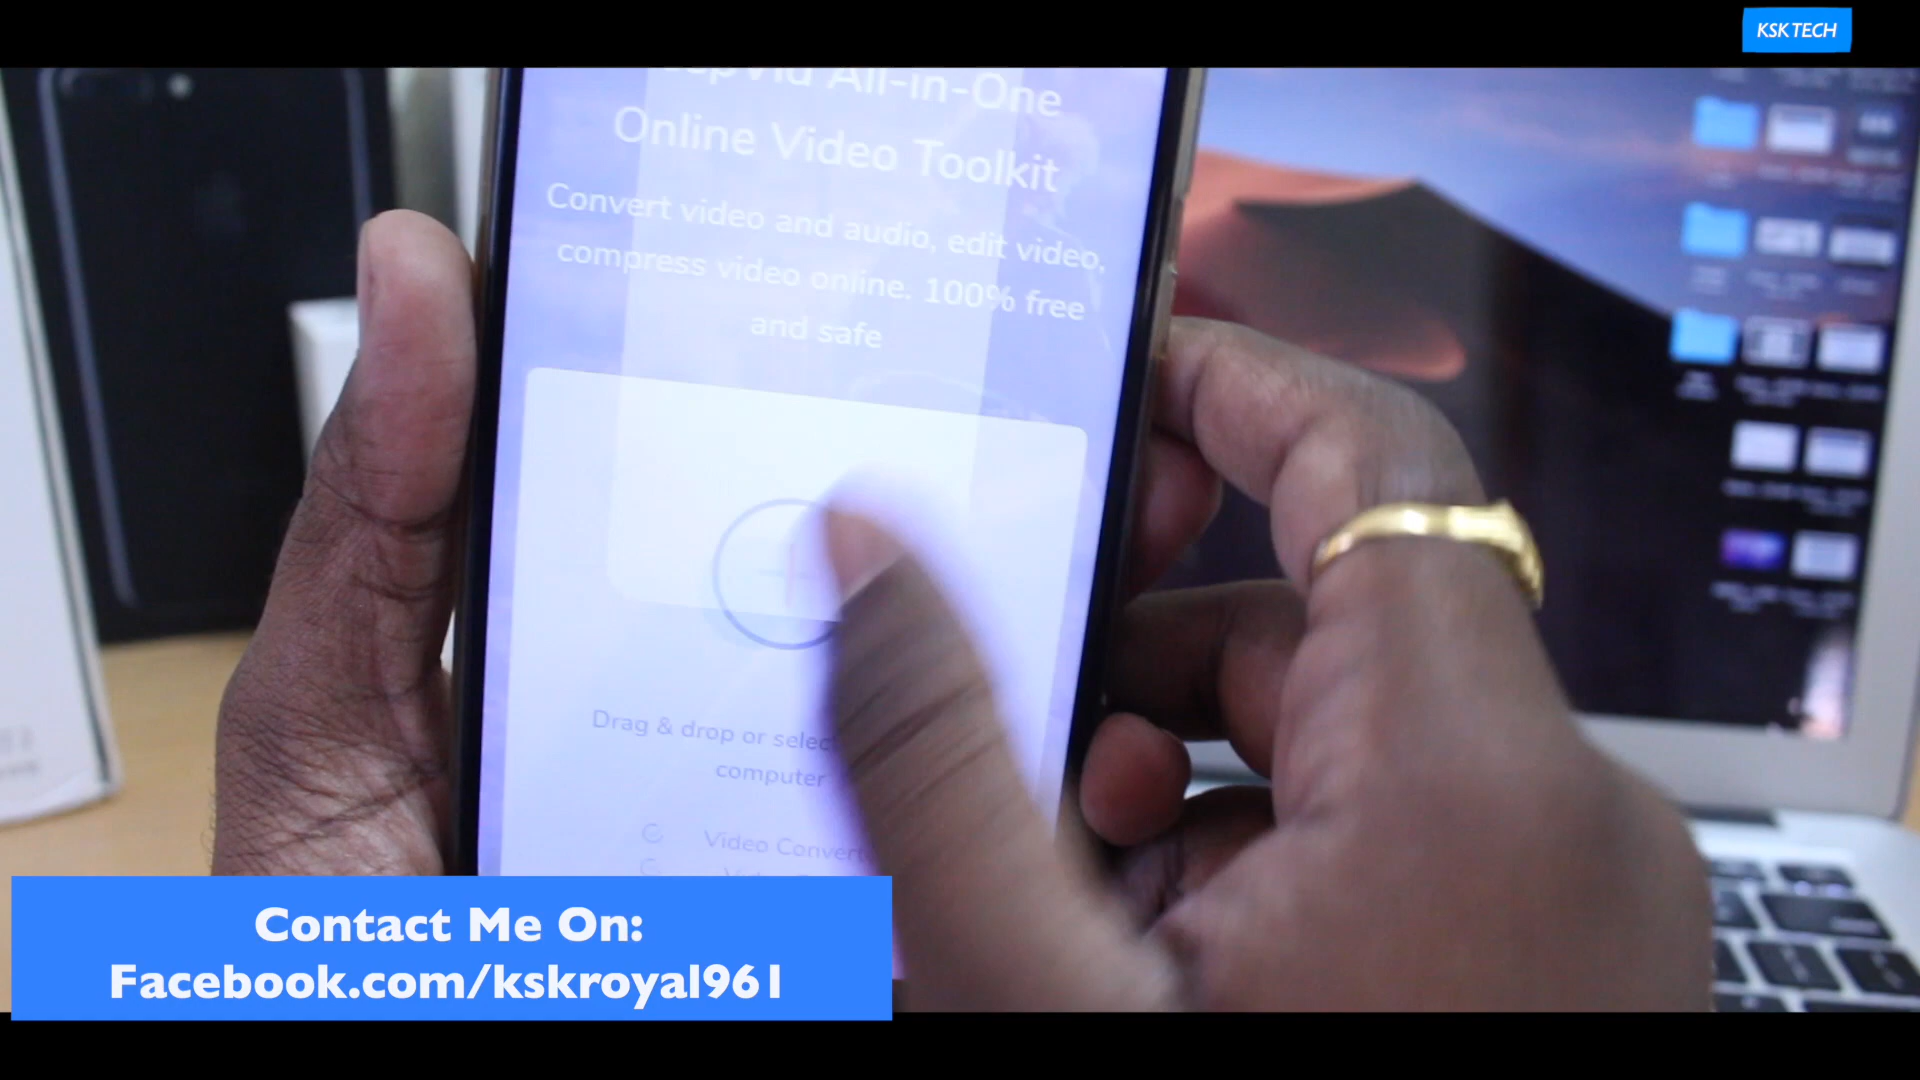 KSK TECH
All-in-One
Online Video Toolkit
Convert video and audio, edit video,
compress video online. 100% free
and safe
Drag & drop or
computer
Video
Contact Me On:
Facebook.com/kskroyal961